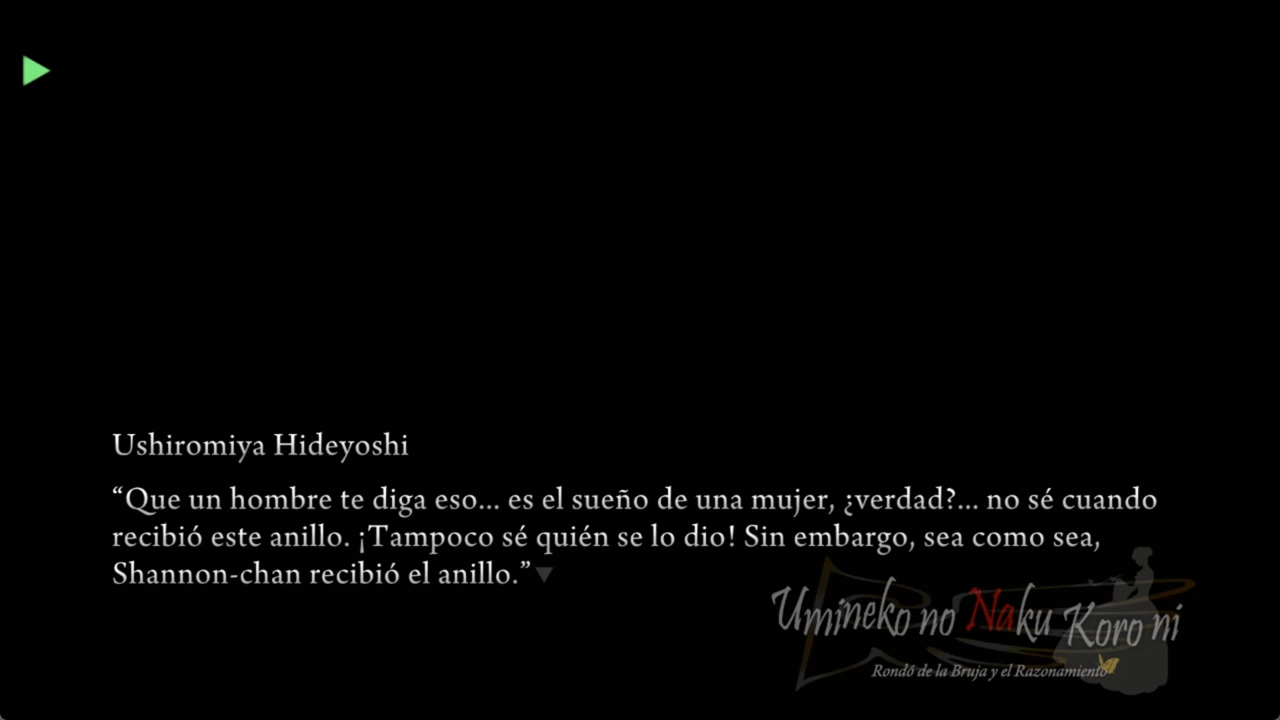 Ushiromiya Hideyoshi
“Que un hombre te diga eso... es el sueño de una mujer, ¿verdad?... no sé cuando
recibió este anillo. ¡Tampoco sé quién se lo dio! Sin embargo, sea como sea,
Shannon-chan recibió el anillo.”
Umineko no Naku Koro ni
Rondó de la Bruja y el Razonamiento